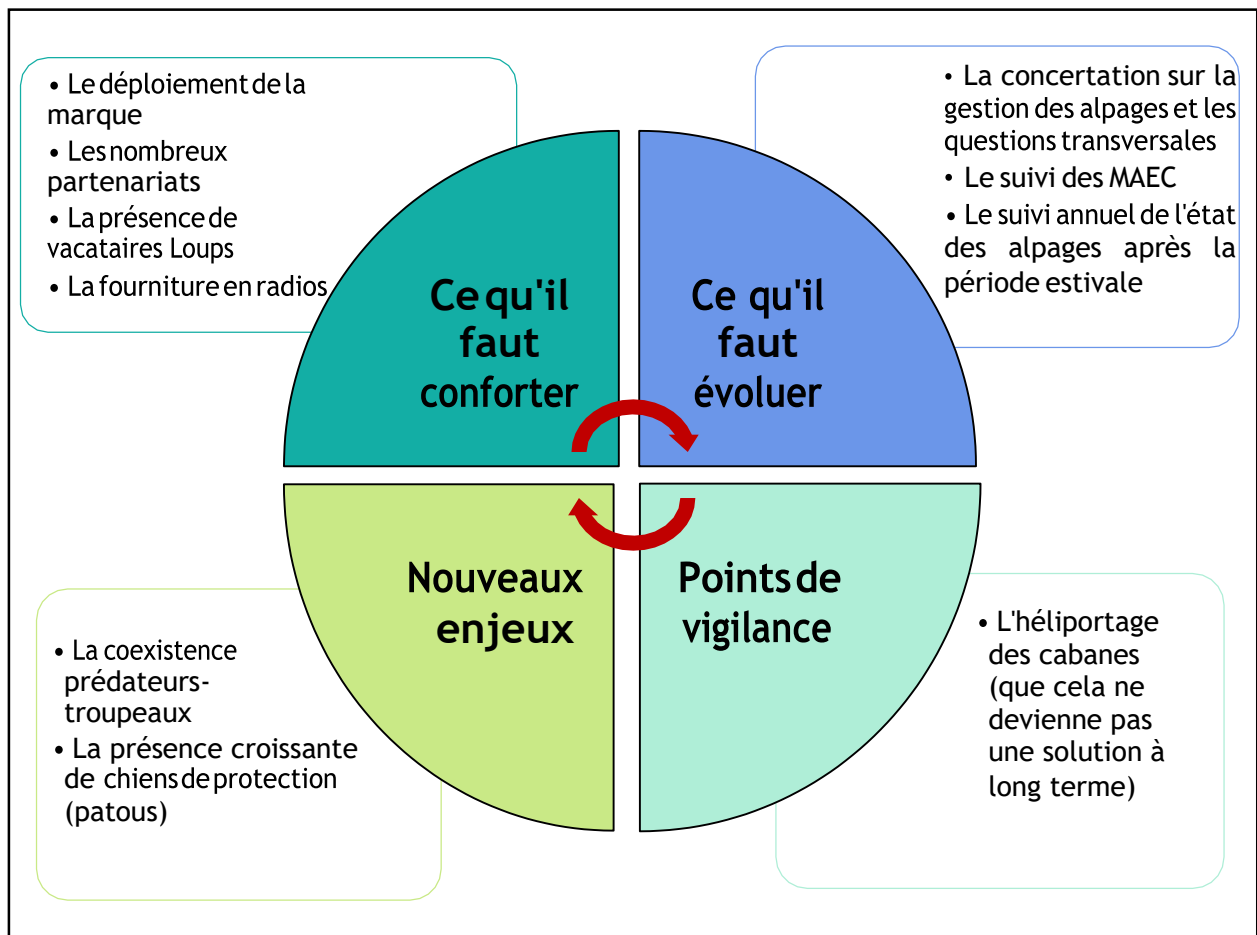 • Le déploiement de la
marque
• Les nombreux
partenariats
• La présence de
vacataires Loups
• La fourniture en radios
Ce qu'il
faut
conforter
• La concertation sur la
gestion des alpages et les
questions transversales
• Le suivi des MAEC
• Le suivi annuel de l'état
des alpages après la
période estivale
Ce qu'il
faut
évoluer
Nouveaux
enjeux
• La coexistence
prédateurs-
troupeaux
• La présence croissante
de chiens de protection
(patous)
Points de
vigilance
• L'héliportage
des cabanes
(que cela ne
devienne pas
une solution à
long terme)